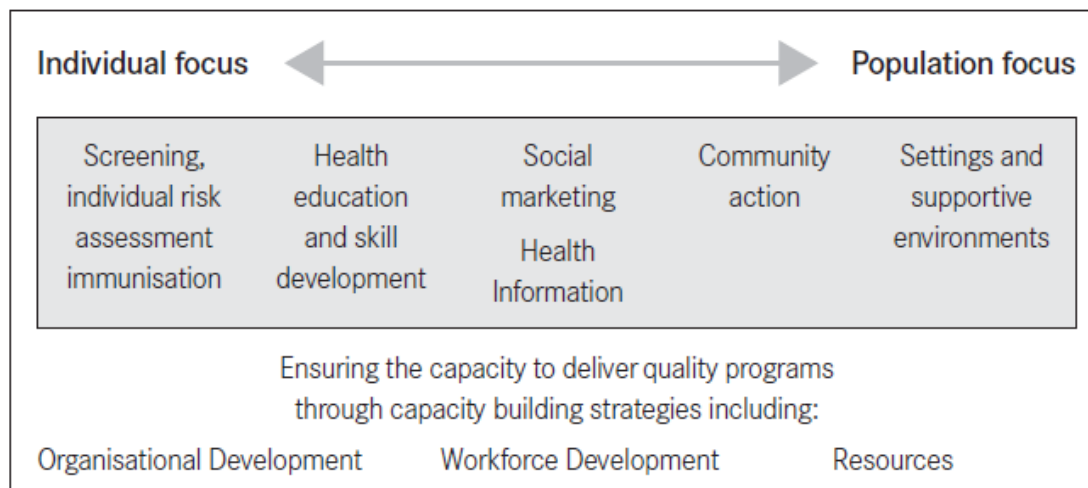 Individual focus
Population focus
Screening,
individual risk
assessment
immunisation
Health
education
and skill
development
Social
marketing
Health
Information
Community
action
Settings and
supportive
environments
Ensuring the capacity to deliver quality programs
through capacity building strategies including:
Organisational Development
Workforce Development
Resources